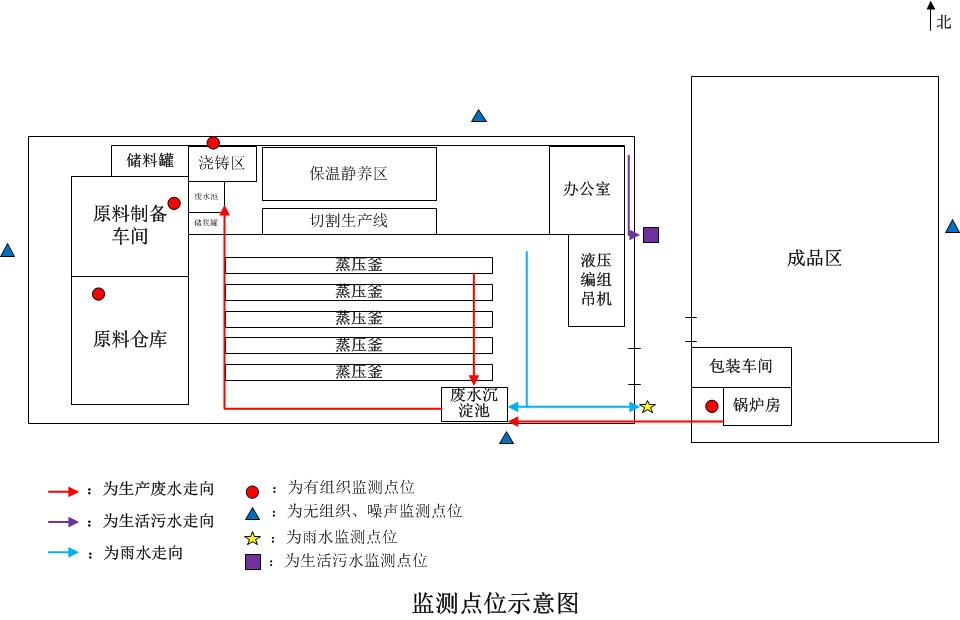 北
储料罐
浇铸区
保温静养区
办公室
废水池
原料制备
车间
储浆罐
切割生产线
液压
编组
吊机
成品区
蒸压釜
蒸压釜
蒸压釜
蒸压釜
蒸压釜
原料仓库
包装车间
废水沉
淀池
锅炉房
：为生产废水走向
：为生活污水走向
：为雨水走向
：为有组织监测点位
：为无组织、噪声监测点位
：为雨水监测点位
：为生活污水监测点位
监测点位示意图